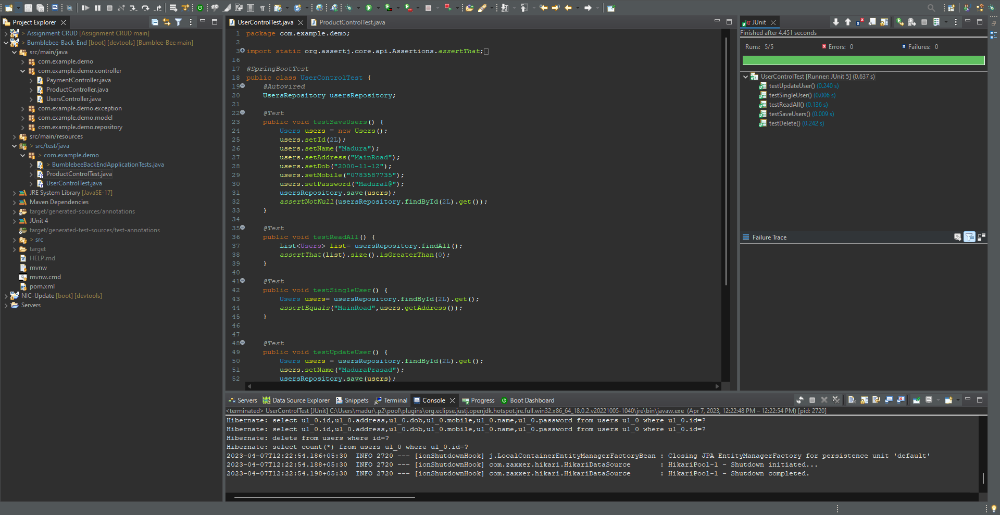 Project Explorer
> Assignment CRUD [Assignment CRUD main]
> Bumblebee-Back-End [boot] [devtools] [Bumblee-Bee main]
src/main/java
com.example.demo
com.example.demo.controller
PaymentController.java
ProductController.java
UsersController.java
com.example.demo.exception
com.example.demo.model
com.example.demo.repository
src/main/resources
> src/test/java
> com.example.demo
> BumblebeeBackEndApplicationTests.java
ProductControlTest.java
UserControlTest.java
JRE System Library [JavaSE-17]
Maven Dependencies
target/generated-sources/annotations
JUnit 4
target/generated-test-sources/test-annotations
> src
target
HELP.md
mvnw
mvnw.cmd
pom.xml
NIC-Update [boot] [devtools]
Servers
UserControlTest.java
ProductControlTest.java
1 package com.example.demo;
2
3 import static org.assertj.core.api.Assertions.assertThat;
16
17 @SpringBootTest
18 public class UserControlTest {
19 @Autowired
20 UsersRepository usersRepository;
21
22 @Test
23 public void testSaveUsers() {
24 Users users = new Users();
25 users.setId(2L);
26 users.setName("Madura");
27 users.setAddress("MainRoad");
28 users.setDob("2000-11-12");
29 users.setMobile("0783587735");
30 users.setPassword("Madura1@");
31 usersRepository.save(users);
32 assertNotNull(usersRepository.findById(2L).get());
33 }
34
35 @Test
36 public void testReadAll() {
37 List<Users> list= usersRepository.findAll();
38 assertThat(list).size().isGreaterThan(0);
39 }
40
41 @Test
42 public void testSingleUser() {
43 Users users= usersRepository.findById(2L).get();
44 assertEquals("MainRoad",users.getAddress());
45 }
46
47
48 @Test
49 public void testUpdateUser() {
50 Users users = usersRepository.findById(2L).get();
51 users.setName("MaduraPrasad");
52 usersRepository.save(users);
JUnit
Finished after 4.451 seconds
Runs: 5/5 Errors: 0 Failures: 0
UserControlTest [Runner: JUnit 5] (0.637 s)
testUpdateUser() (0.240 s)
testSingleUser() (0.006 s)
testReadAll() (0.136 s)
testSaveUsers() (0.009 s)
testDelete() (0.242 s)
Failure Trace
Servers Data Source Explorer Snippets Terminal Console Progress Boot Dashboard
<terminated> UserControlTest [JUnit] C:\Users\madur\.p2\pool\plugins\org.eclipse.justj.openjdk.hotspot.jre.full.win32.x86_64_18.0.2.v20221005-1040\jre\bin\javaw.exe (Apr 7, 2023, 12:22:48 PM – 12:22:54 PM) [pid: 2720]
Hibernate: select u1_0.id,u1_0.address,u1_0.dob,u1_0.mobile,u1_0.name,u1_0.password from users u1_0 where u1_0.id=?
Hibernate: select u1_0.id,u1_0.address,u1_0.dob,u1_0.mobile,u1_0.name,u1_0.password from users u1_0 where u1_0.id=?
Hibernate: delete from users where id=?
Hibernate: select count(*) from users u1_0 where u1_0.id=?
2023-04-07T12:22:54.186+05:30 INFO 2720 --- [ionShutdownHook] j.LocalContainerEntityManagerFactoryBean : Closing JPA EntityManagerFactory for persistence unit 'default'
2023-04-07T12:22:54.188+05:30 INFO 2720 --- [ionShutdownHook] com.zaxxer.hikari.HikariDataSource : HikariPool-1 - Shutdown initiated...
2023-04-07T12:22:54.198+05:30 INFO 2720 --- [ionShutdownHook] com.zaxxer.hikari.HikariDataSource : HikariPool-1 - Shutdown completed.